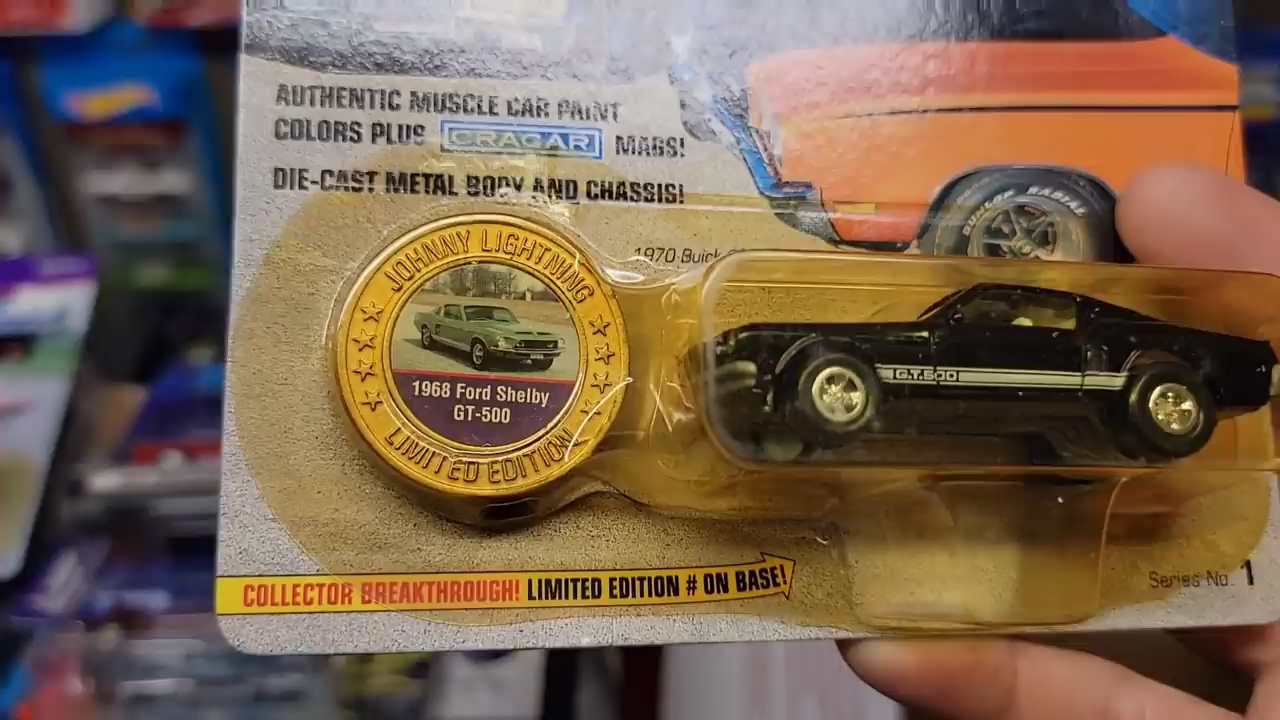 AUTHENTIC MUSCLE CAR PAINT
COLORS PLUS CRAGAR MAGS!
DIE-CAST METAL BODY AND CHASSIS!
DUNLOP RADIAL
1970 Buick
JOHNNY LIGHTNING
1968 Ford Shelby
GT-500
LIMITED EDITION
G.T.500
COLLECTOR BREAKTHROUGH! LIMITED EDITION # ON BASE!
Series No. 1